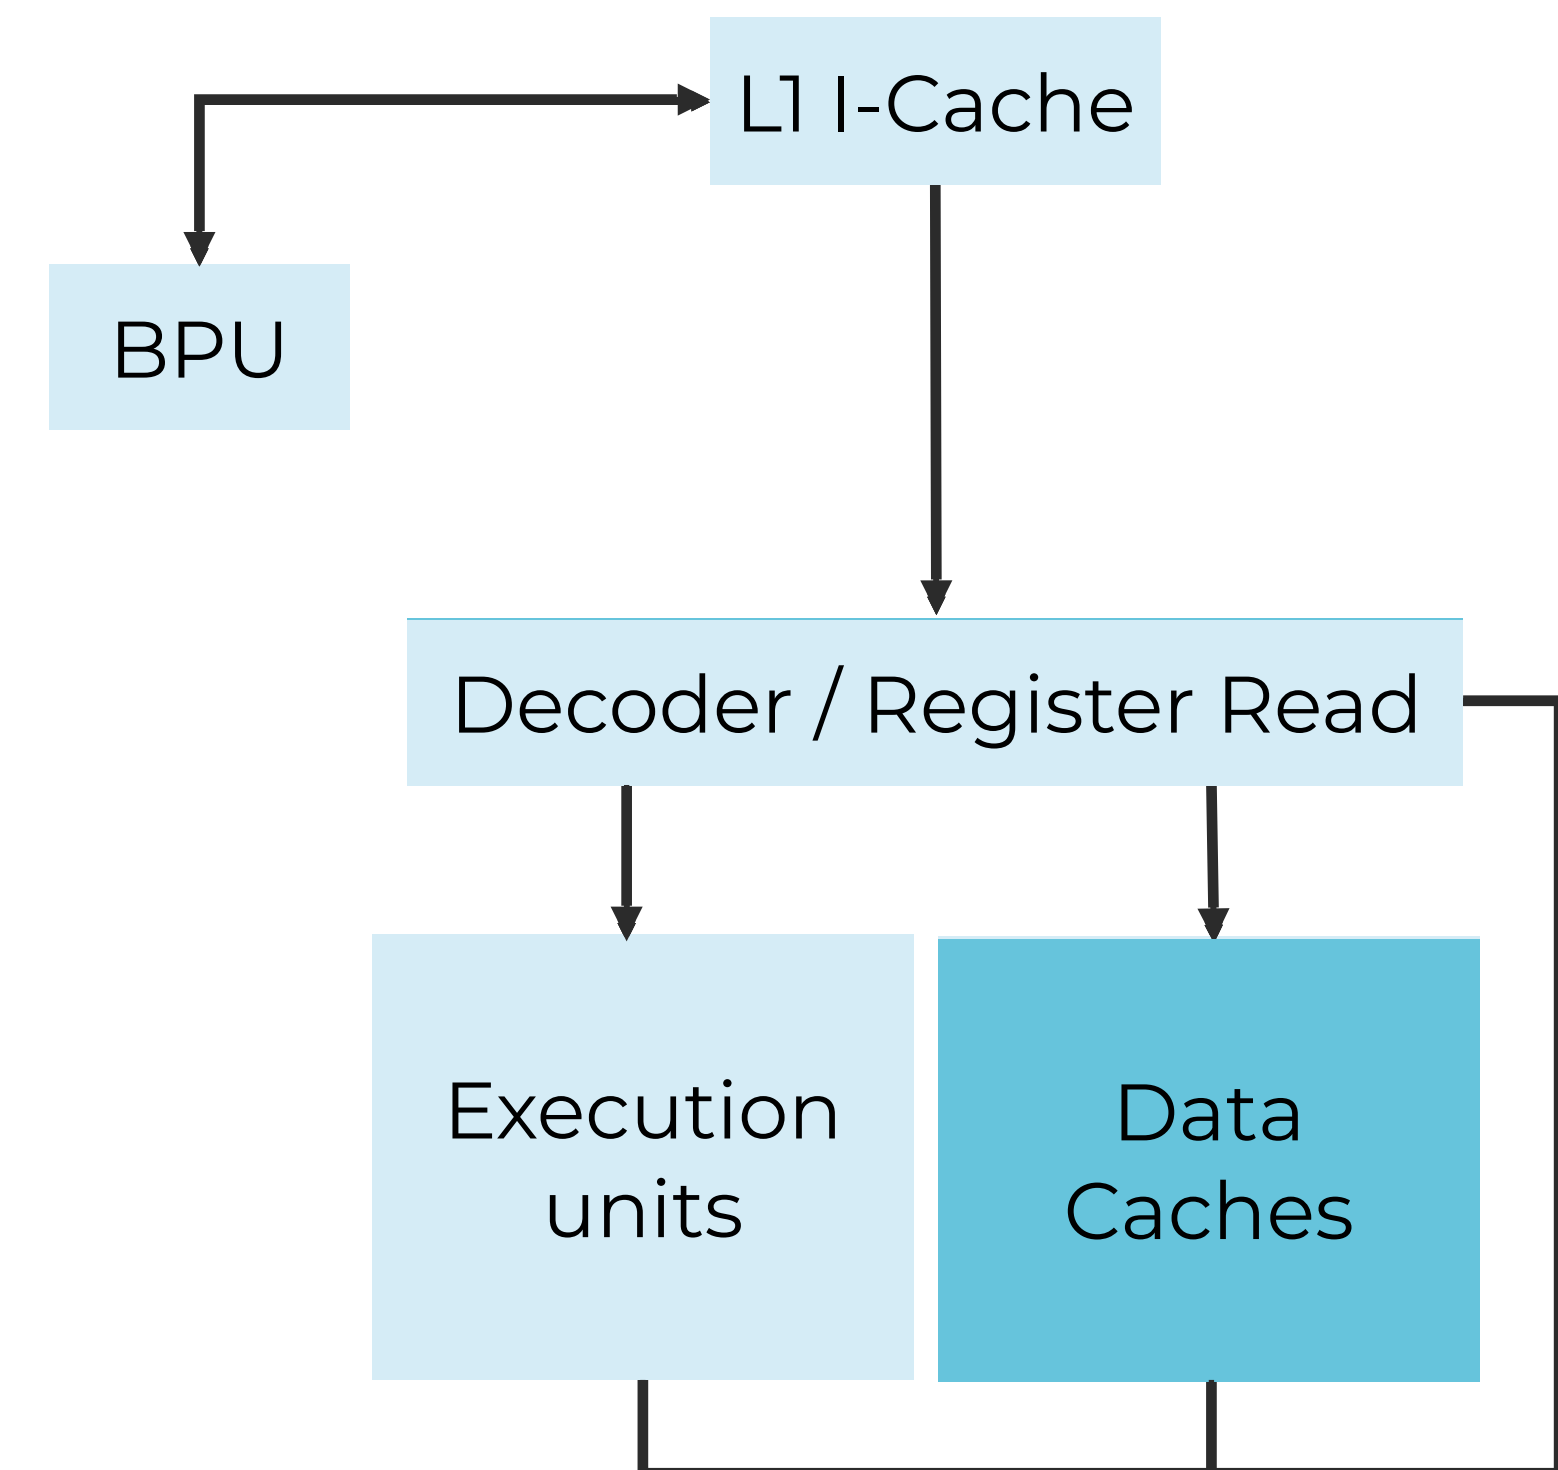 L1 I-Cache
BPU
Decoder / Register Read
Execution
units
Data
Caches